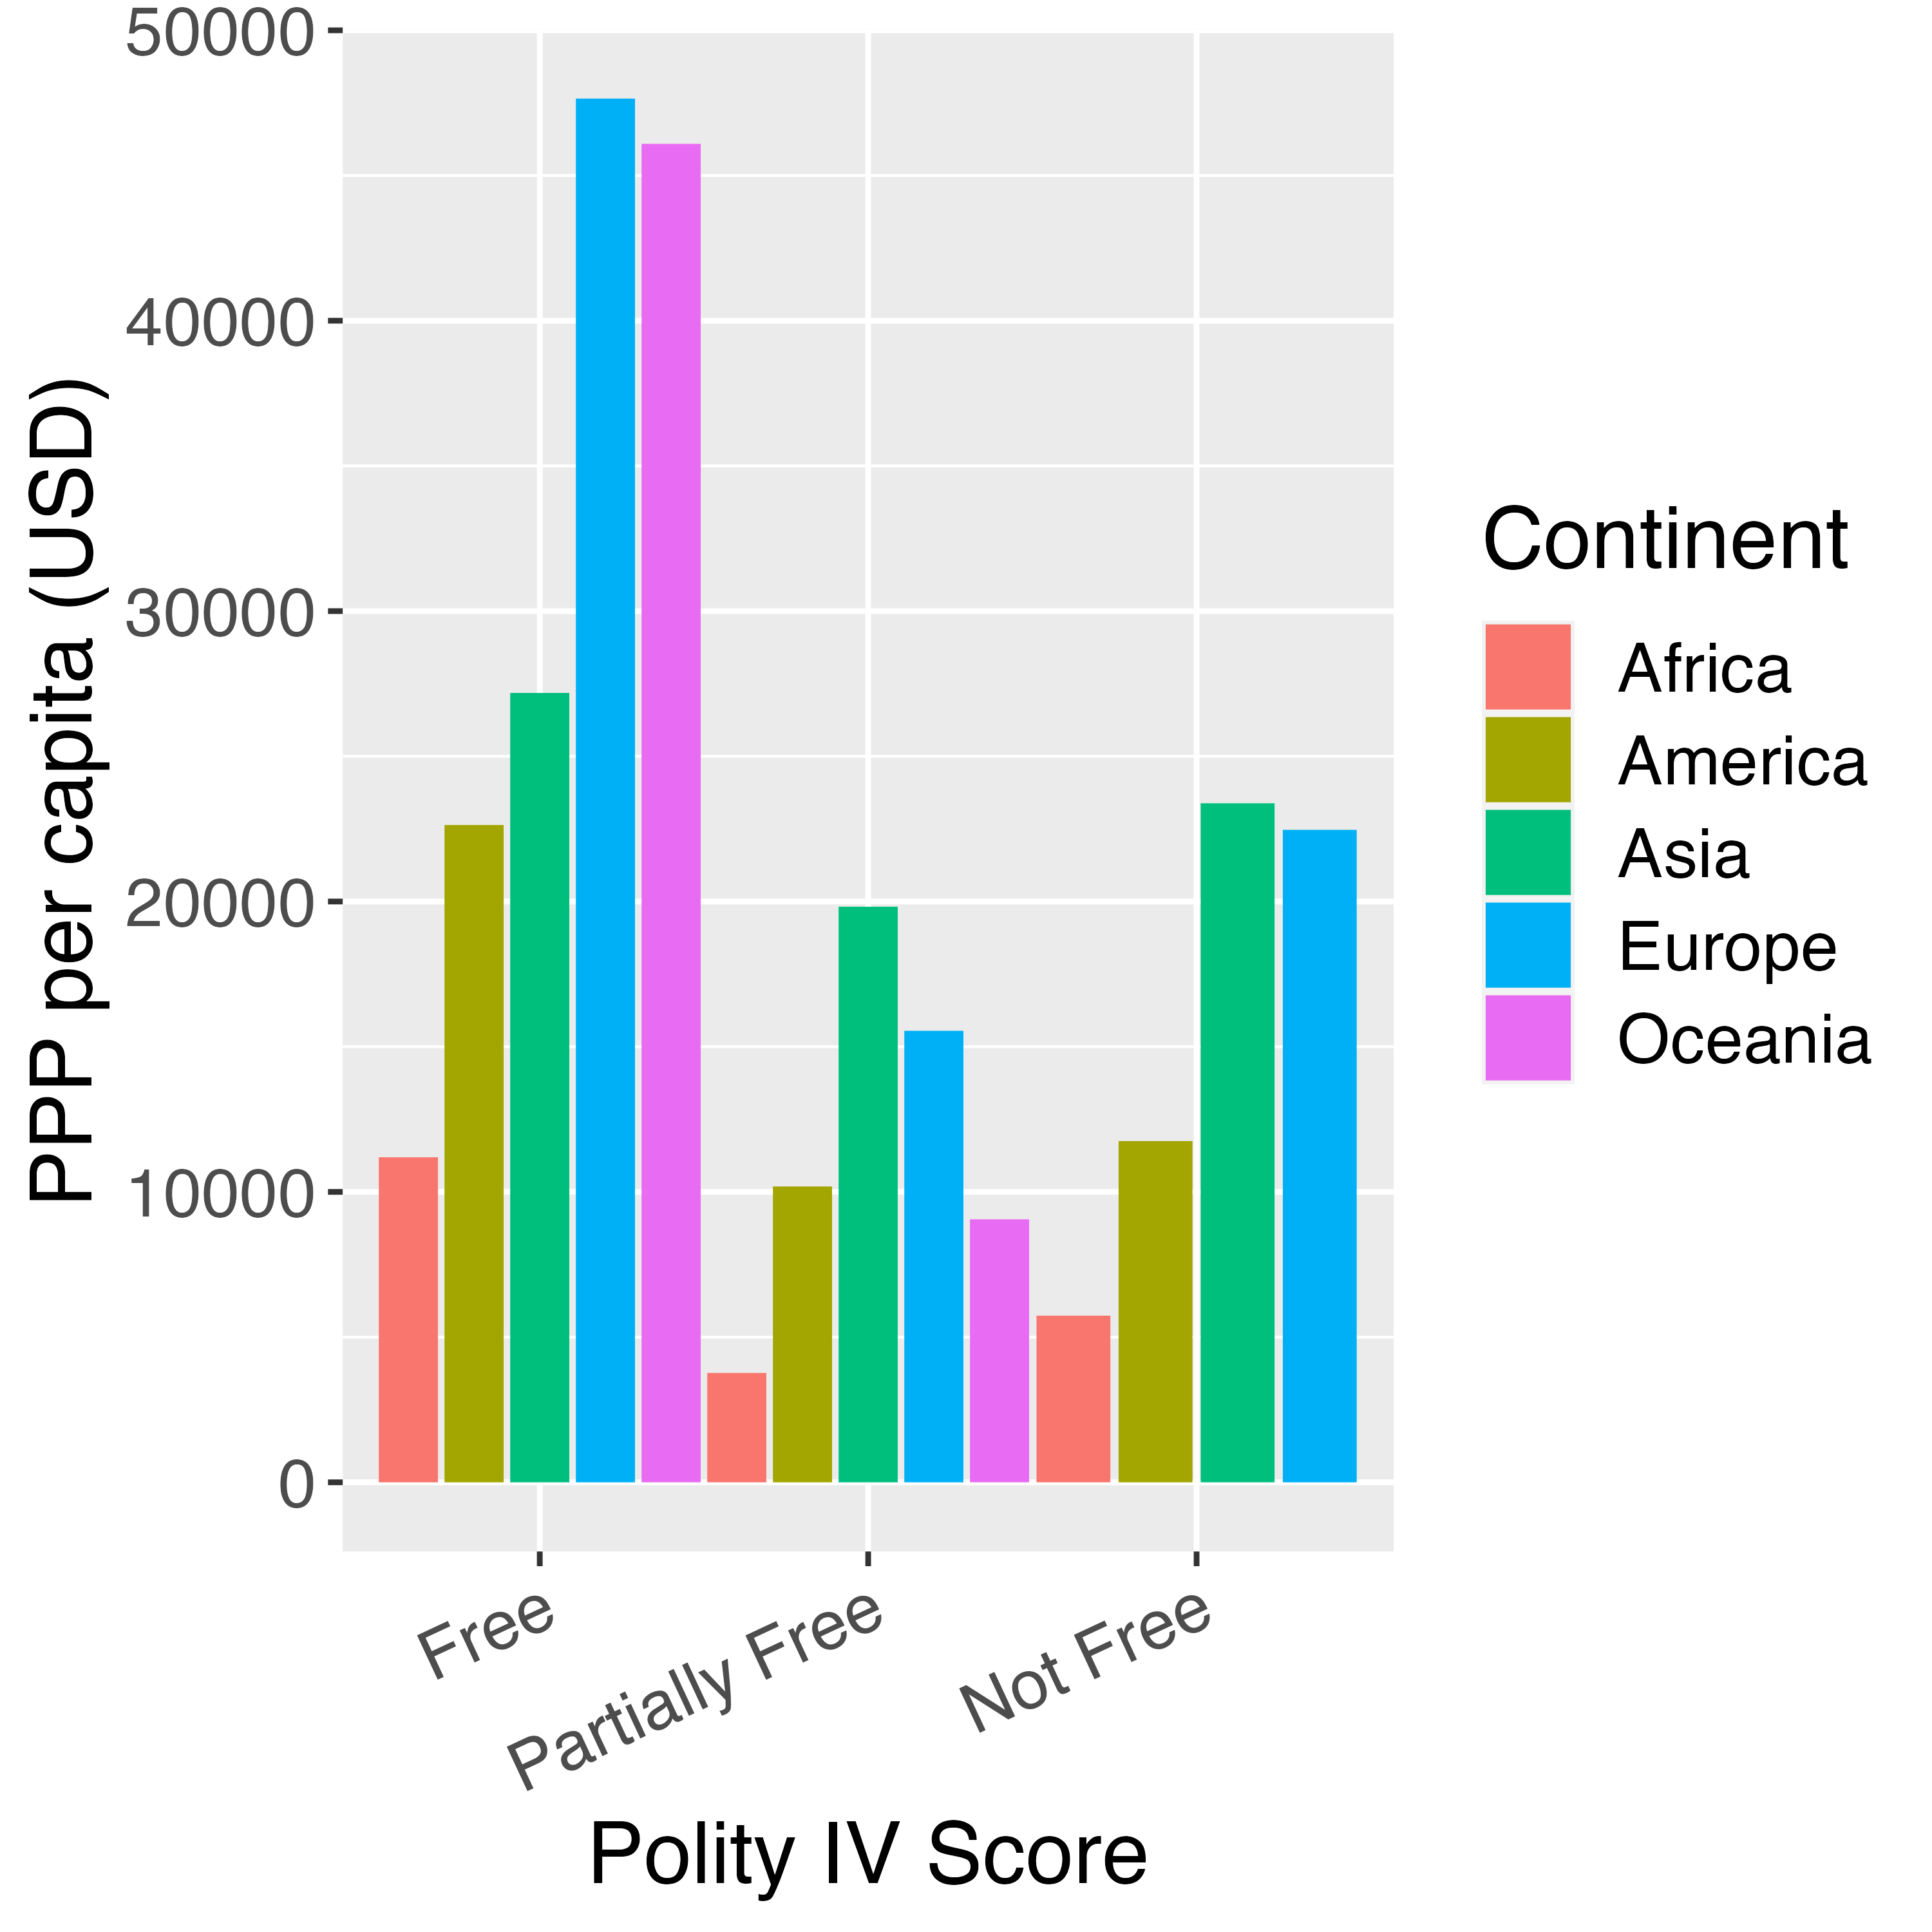 PPP per capita (USD)
50000
40000
30000
20000
10000
0
Free
Partially Free
Not Free
Polity IV Score
Continent
Africa
America
Asia
Europe
Oceania